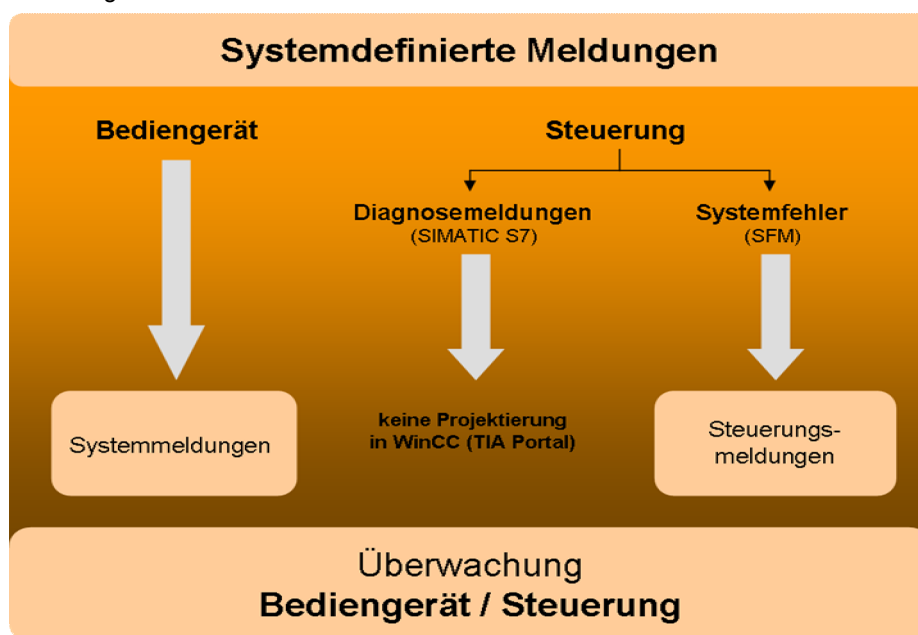 Systemdefinierte Meldungen
Bediengerät
Steuerung
Diagnosemeldungen
(SIMATIC S7)
Systemfehler
(SFM)
Systemmeldungen
keine Projektierung
in WinCC (TIA Portal)
Steuerungs-
meldungen
Überwachung
Bediengerät / Steuerung